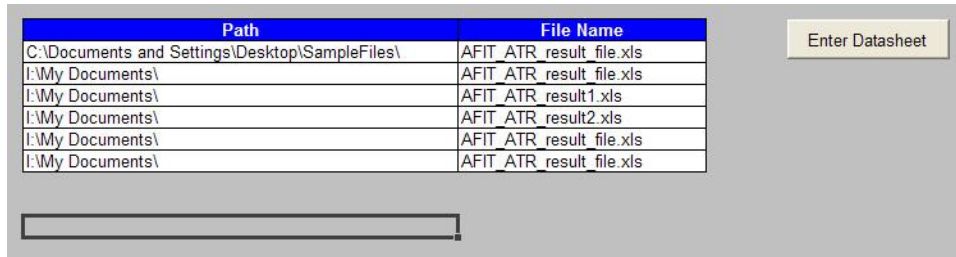 Path File Name
Enter Datasheet
C:\Documents and Settings\Desktop\SampleFiles\ AFIT_ATR_result_file.xls
I:\My Documents\ AFIT_ATR_result_file.xls
I:\My Documents\ AFIT_ATR_result1.xls
I:\My Documents\ AFIT_ATR_result2.xls
I:\My Documents\ AFIT_ATR_result_file.xls
I:\My Documents\ AFIT_ATR_result_file.xls